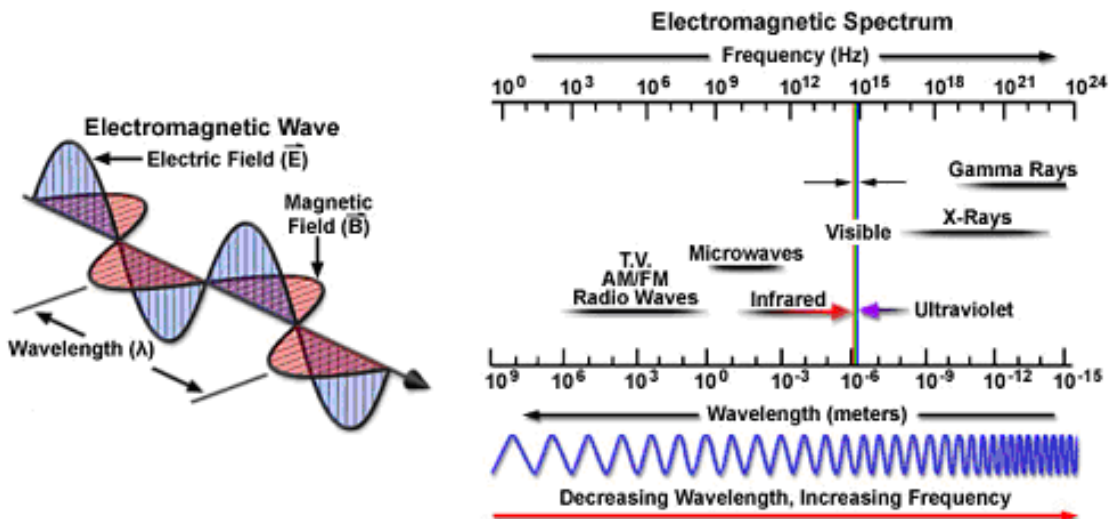 Electromagnetic Wave
Electric Field (E⃗)
Magnetic
Field (B⃗)
Wavelength (λ)
Electromagnetic Spectrum
Frequency (Hz)
10⁰ 10³ 10⁶ 10⁹ 10¹² 10¹⁵ 10¹⁸ 10²¹ 10²⁴
Gamma Rays
X-Rays
Visible
Microwaves
T.V.
AM/FM
Radio Waves
Infrared
Ultraviolet
10⁹ 10⁶ 10³ 10⁰ 10⁻³ 10⁻⁶ 10⁻⁹ 10⁻¹² 10⁻¹⁵
Wavelength (meters)
Decreasing Wavelength, Increasing Frequency